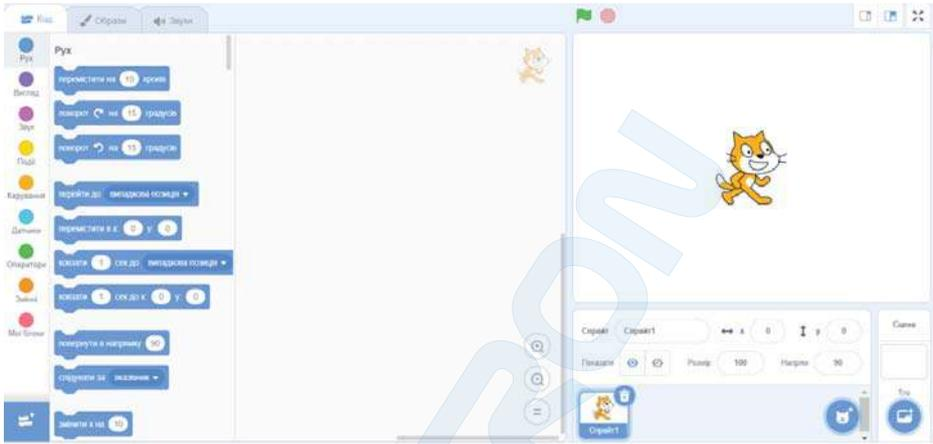 Код Образи Звуки
Рух
Вигляд
Звук
Події
Керування
Датчики
Оператори
Змінні
Мої блоки
Рух
перемістити на 10 кроків
поворот на 15 градусів
поворот на 15 градусів
перейти до випадкова позиція
перемістити в x: 0 y: 0
ковзати 1 сек до випадкова позиція
ковзати 1 сек до x: 0 y: 0
повернути в напрямку 90
слідувати за вказівник
змінити x на 10
Спрайт Спрайт1 x 0 y 0
Показати Розмір 100 Напрям 90
Спрайт1
Сцена
Тло